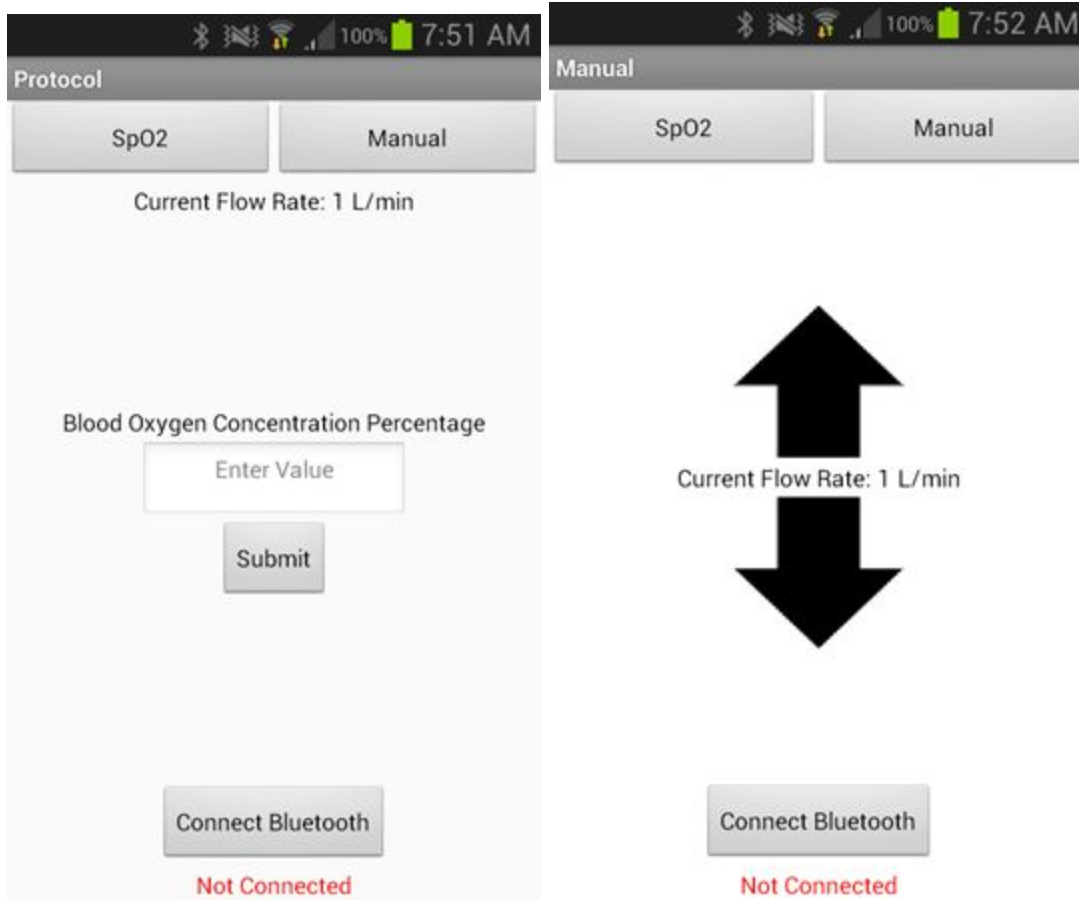 100% 7:51 AM
Protocol
SpO2 Manual
Current Flow Rate: 1 L/min
Blood Oxygen Concentration Percentage
Enter Value
Submit
Connect Bluetooth
Not Connected
100% 7:52 AM
Manual
SpO2 Manual
Current Flow Rate: 1 L/min
Connect Bluetooth
Not Connected